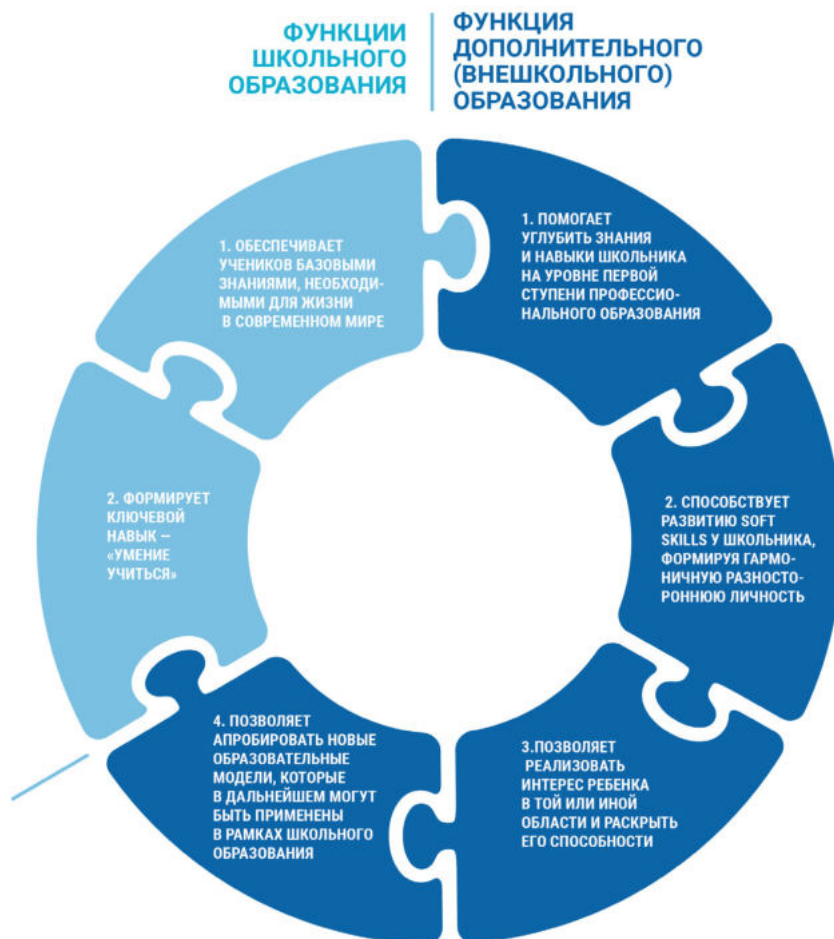 ФУНКЦИИ
ШКОЛЬНОГО
ОБРАЗОВАНИЯ
ФУНКЦИЯ
ДОПОЛНИТЕЛЬНОГО
(ВНЕШКОЛЬНОГО)
ОБРАЗОВАНИЯ
1. ОБЕСПЕЧИВАЕТ
УЧЕНИКОВ БАЗОВЫМИ
ЗНАНИЯМИ, НЕОБХОДИ-
МЫМИ ДЛЯ ЖИЗНИ
В СОВРЕМЕННОМ МИРЕ
2. ФОРМИРУЕТ
КЛЮЧЕВОЙ
НАВЫК —
«УМЕНИЕ
УЧИТЬСЯ»
1. ПОМОГАЕТ
УГЛУБИТЬ ЗНАНИЯ
И НАВЫКИ ШКОЛЬНИКА
НА УРОВНЕ ПЕРВОЙ
СТУПЕНИ ПРОФЕССИО-
НАЛЬНОГО ОБРАЗОВАНИЯ
2. СПОСОБСТВУЕТ
РАЗВИТИЮ SOFT
SKILLS У ШКОЛЬНИКА,
ФОРМИРУЯ ГАРМО-
НИЧНУЮ РАЗНОСТО-
РОННЮЮ ЛИЧНОСТЬ
3.ПОЗВОЛЯЕТ
РЕАЛИЗОВАТЬ
ИНТЕРЕС РЕБЕНКА
В ТОЙ ИЛИ ИНОЙ
ОБЛАСТИ И РАСКРЫТЬ
ЕГО СПОСОБНОСТИ
4. ПОЗВОЛЯЕТ
АПРОБИРОВАТЬ НОВЫЕ
ОБРАЗОВАТЕЛЬНЫЕ
МОДЕЛИ, КОТОРЫЕ
В ДАЛЬНЕЙШЕМ МОГУТ
БЫТЬ ПРИМЕНЕНЫ
В РАМКАХ ШКОЛЬНОГО
ОБРАЗОВАНИЯ